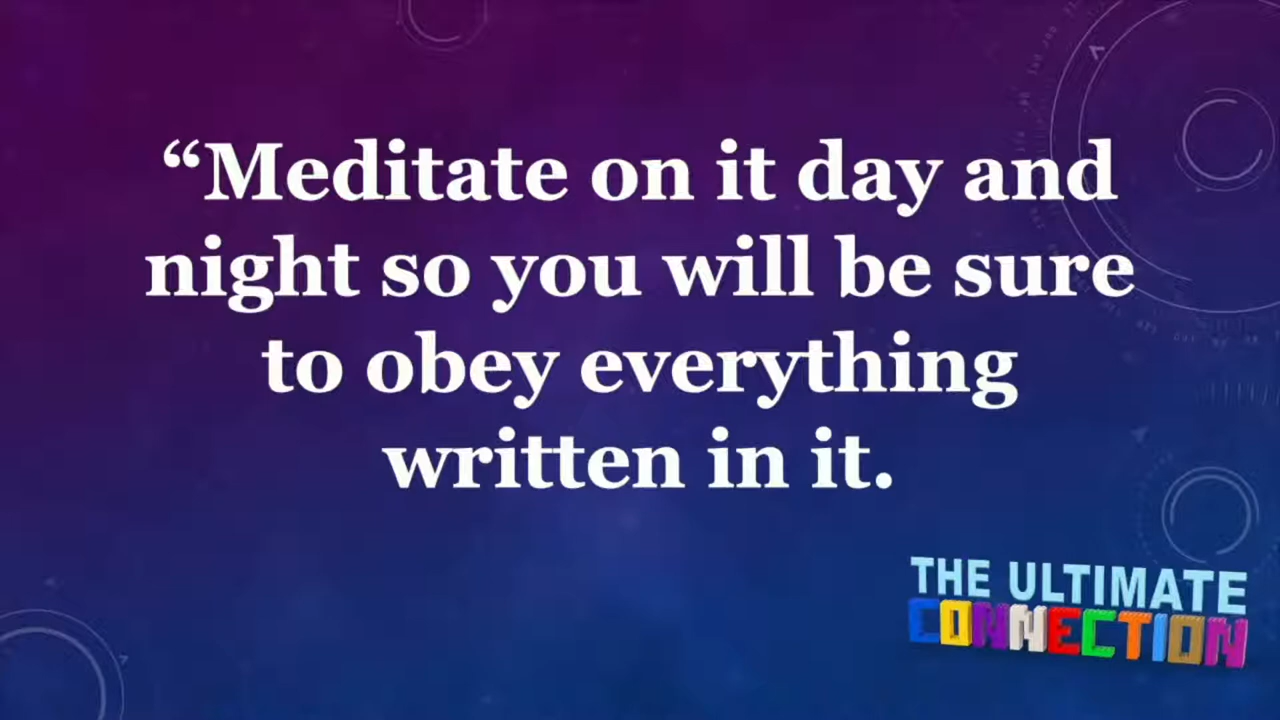 “Meditate on it day and
night so you will be sure
to obey everything
written in it.
THE ULTIMATE
CONNECTION